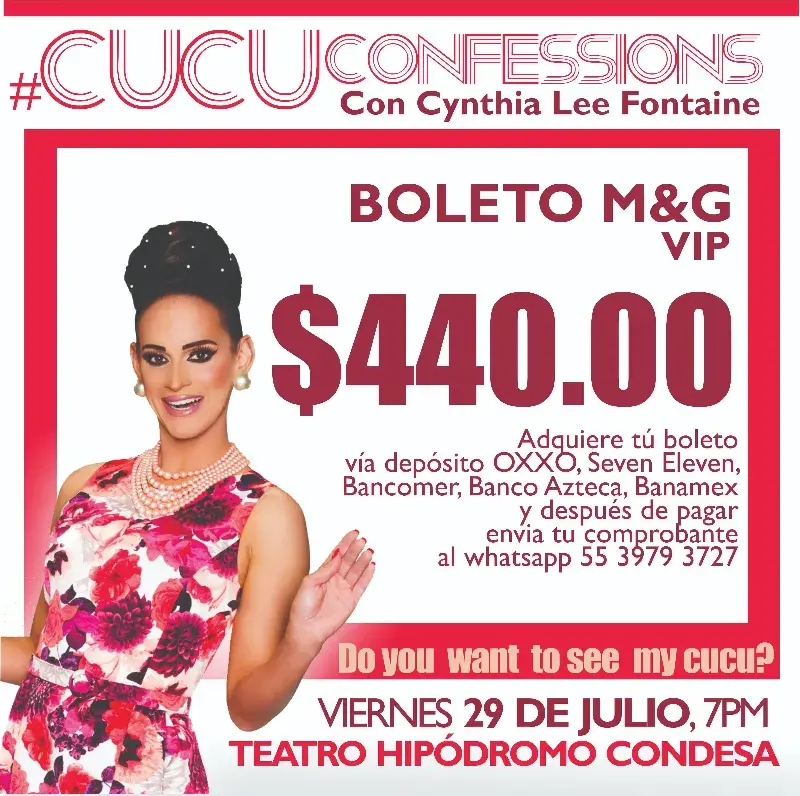 #CUCU CONFESSIONS
Con Cynthia Lee Fontaine
BOLETO M&G
VIP
$440.00
Adquiere tú boleto
vía depósito OXXO, Seven Eleven,
Bancomer, Banco Azteca, Banamex
y después de pagar
envia tu comprobante
al whatsapp 55 3979 3727
Do you want to see my cucu?
VIERNES 29 DE JULIO, 7PM
TEATRO HIPÓDROMO CONDESA